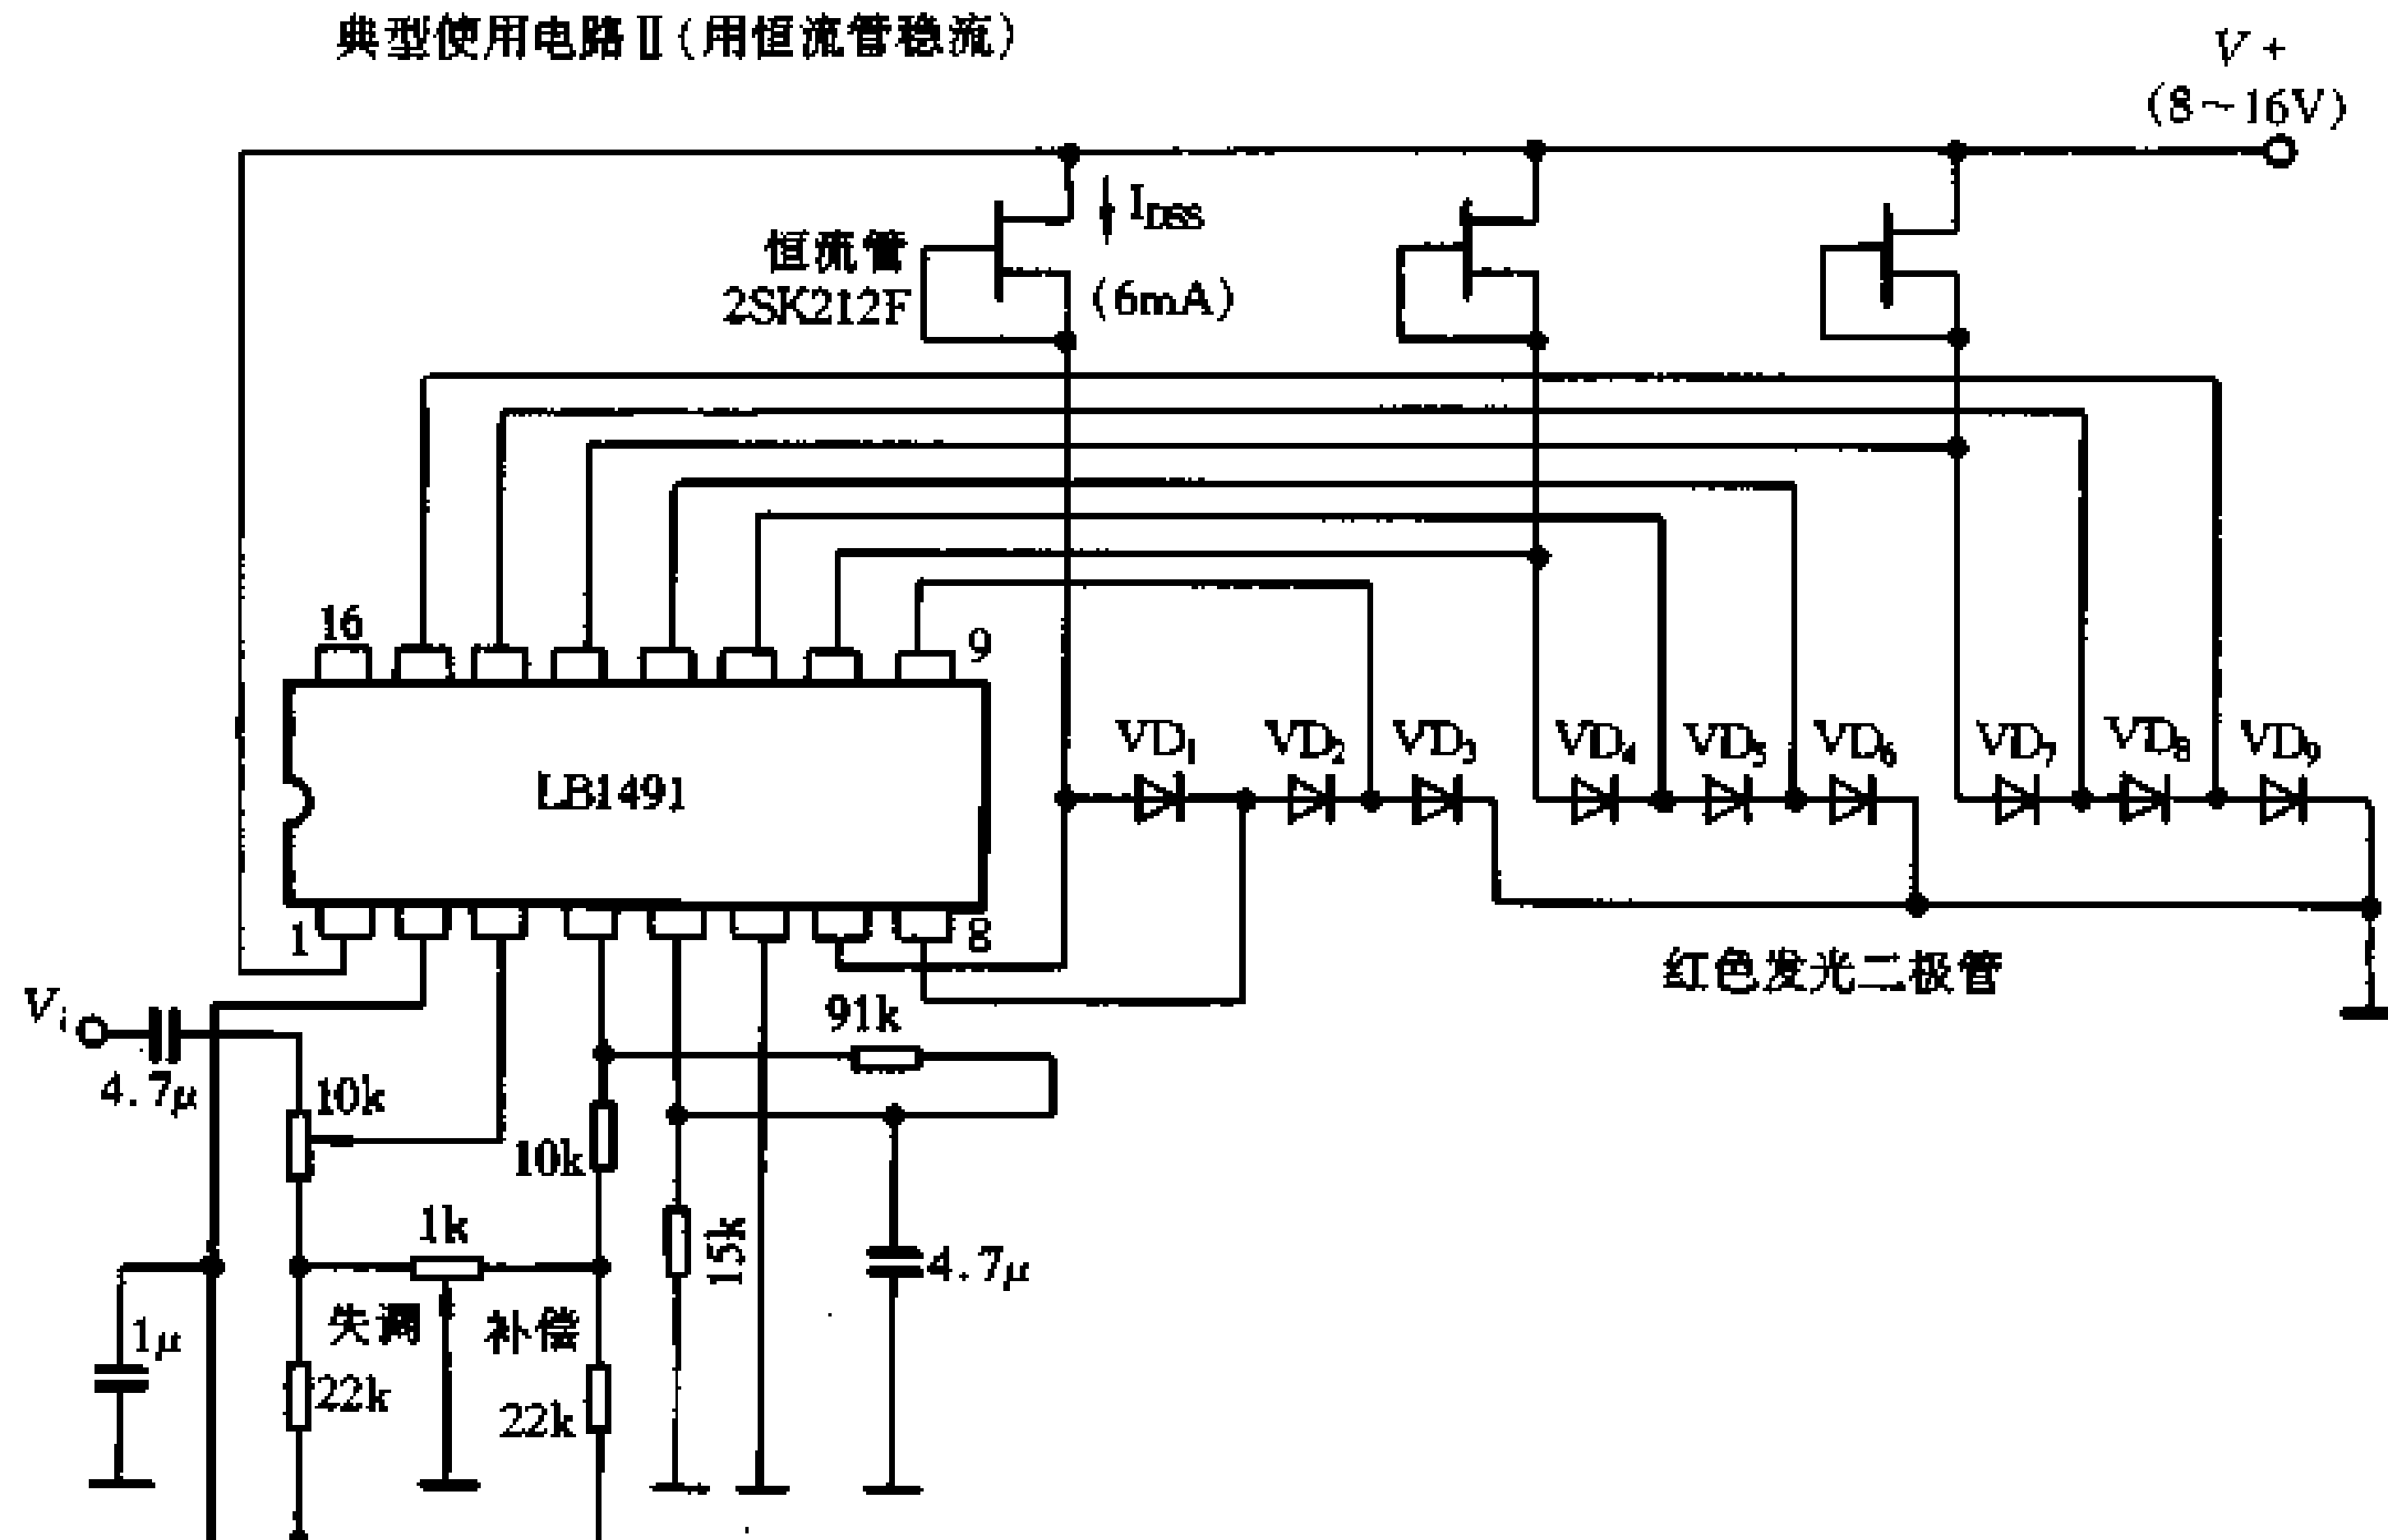 典型使用电路Ⅱ(用恒流管稳流)
V+
(8~16V)
I_DSS
恒流管
2SK212F
(6mA)
16
9
VD1
VD2
VD3
VD4
VD5
VD6
VD7
VD8
VD9
LB1491
1
8
红色发光二极管
Vi
91k
4.7μ
10k
10k
1k
15k
4.7μ
失调
补偿
1μ
22k
22k